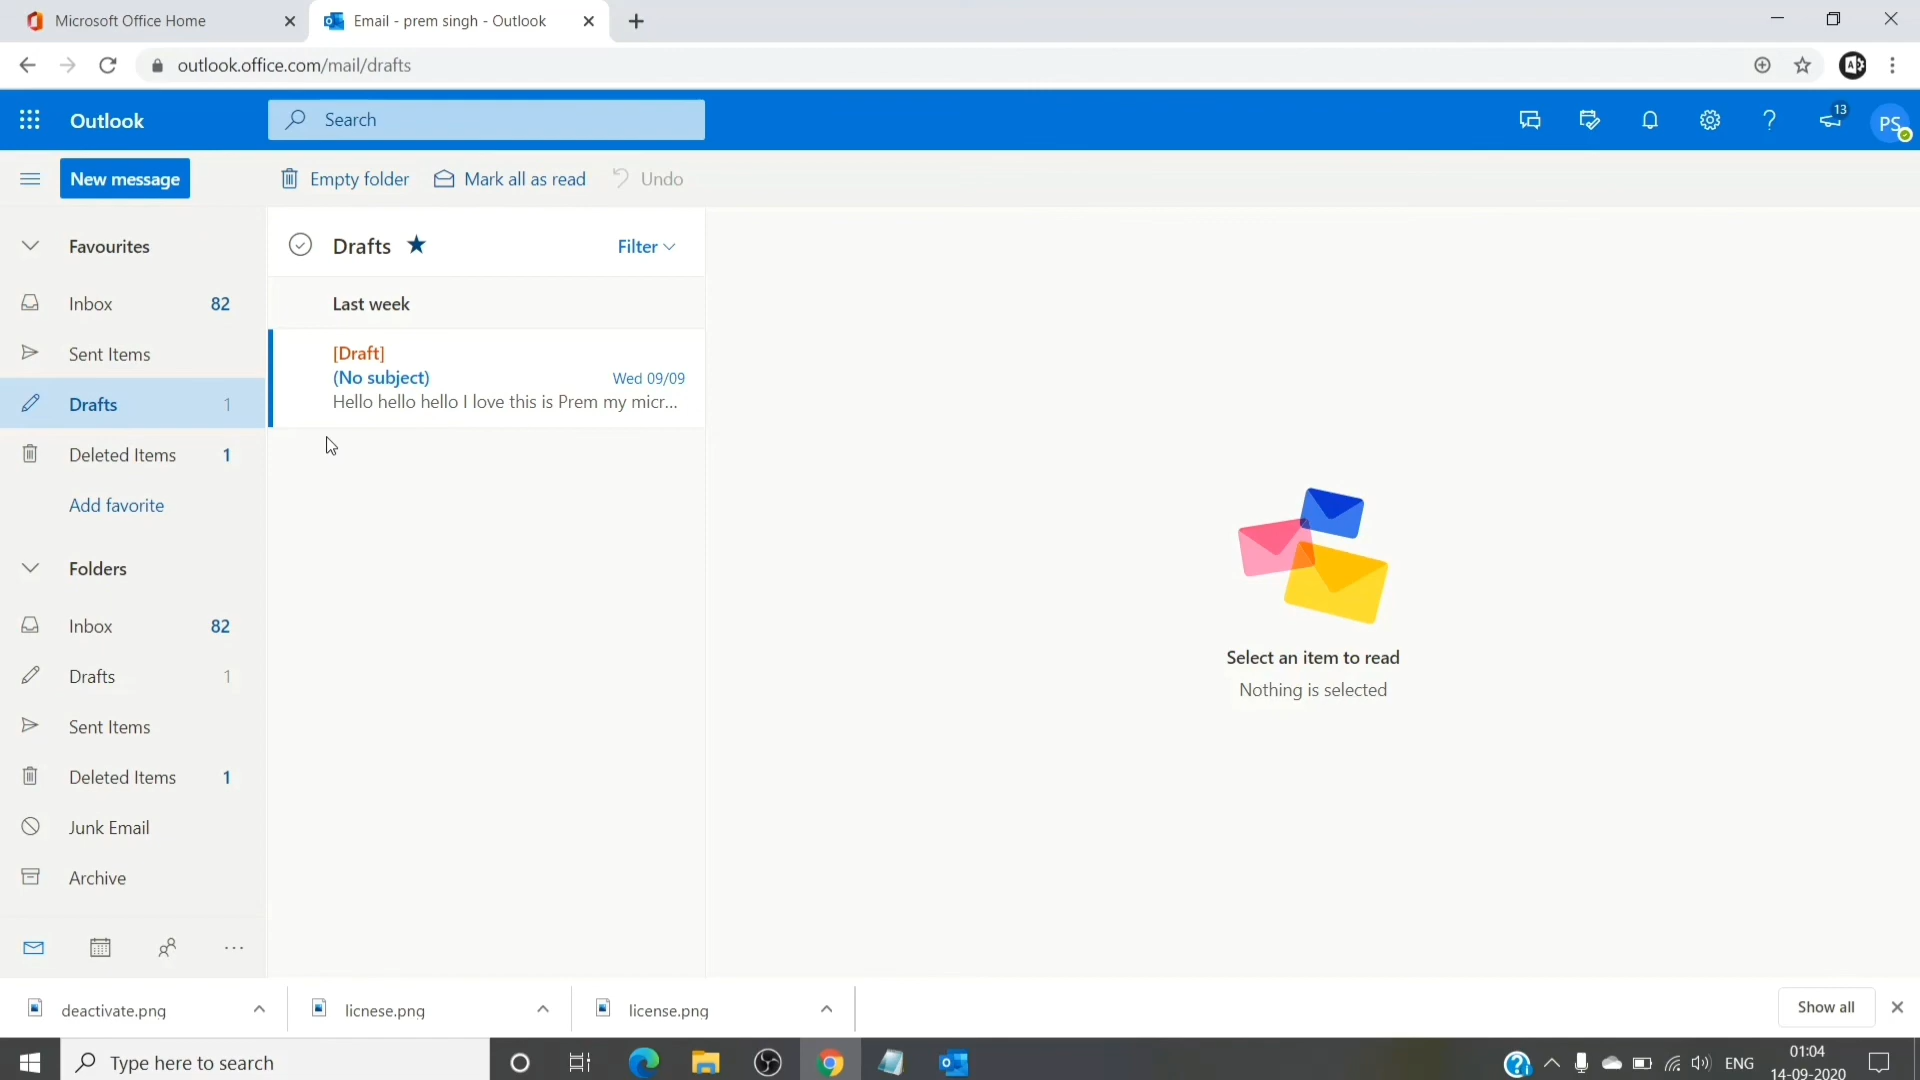 Microsoft Office Home
Email - prem singh - Outlook
outlook.office.com/mail/drafts
Outlook
Search
13
PS
New message
Empty folder
Mark all as read
Undo
Favourites
Inbox 82
Sent Items
Drafts 1
Deleted Items 1
Add favorite
Folders
Inbox 82
Drafts 1
Sent Items
Deleted Items 1
Junk Email
Archive
Drafts
Filter
Last week
[Draft]
(No subject) Wed 09/09
Hello hello hello I love this is Prem my micr...
Select an item to read
Nothing is selected
deactivate.png
licnese.png
license.png
Show all
Type here to search
ENG
01:04
14-09-2020